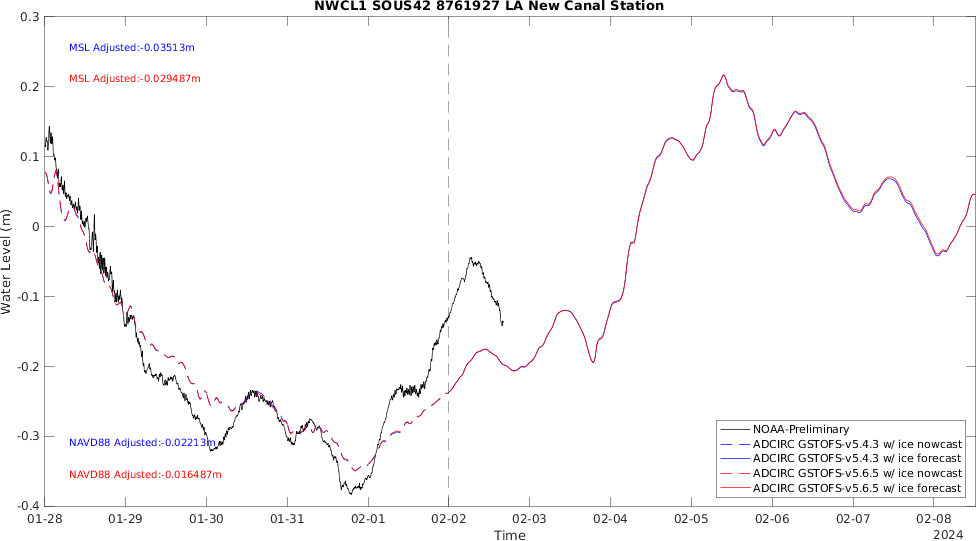 NWCL1 SOUS42 8761927 LA New Canal Station
0.3
MSL Adjusted:-0.03513m
MSL Adjusted:-0.029487m
0.2
0.1
0
-0.1
-0.2
-0.3
-0.4
Water Level (m)
NAVD88 Adjusted:-0.02213m
NAVD88 Adjusted:-0.016487m
NOAA-Preliminary
ADCIRC GSTOFS-v5.4.3 w/ ice nowcast
ADCIRC GSTOFS-v5.4.3 w/ ice forecast
ADCIRC GSTOFS-v5.6.5 w/ ice nowcast
ADCIRC GSTOFS-v5.6.5 w/ ice forecast
01-28 01-29 01-30 01-31 02-01 02-02 02-03 02-04 02-05 02-06 02-07 02-08
Time
2024